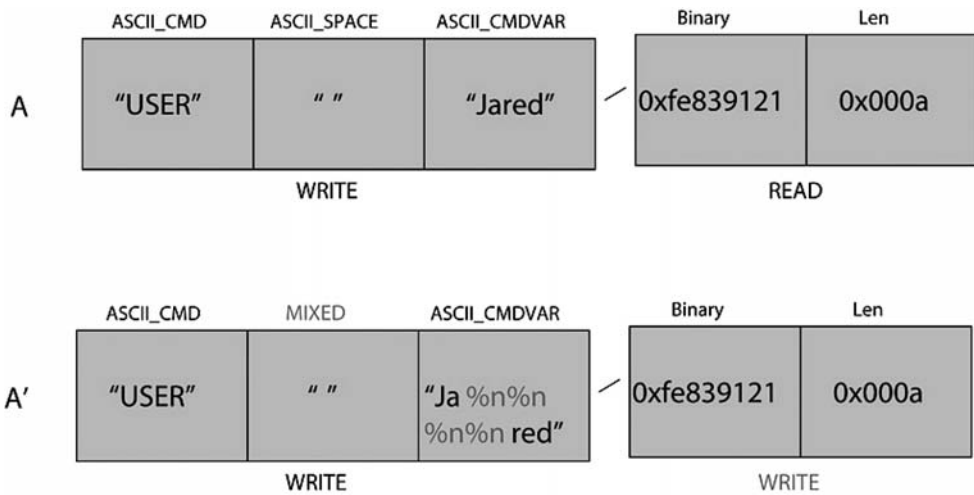 ASCII_CMD ASCII_SPACE ASCII_CMDVAR Binary Len
A “USER” “ ” “Jared” 0xfe839121 0x000a
WRITE READ
ASCII_CMD MIXED ASCII_CMDVAR Binary Len
A’ “USER” “ ” “Ja %n%n 0xfe839121 0x000a
%n%n red”
WRITE WRITE